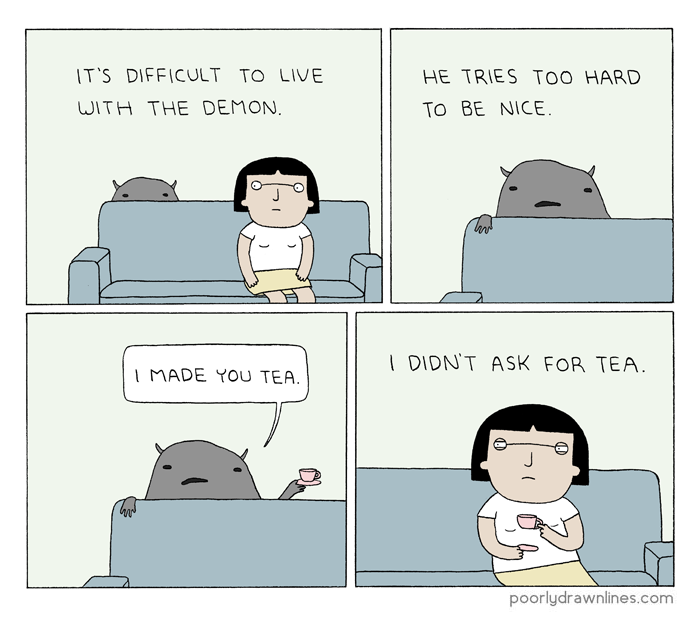 IT'S DIFFICULT TO LIVE
WITH THE DEMON.
HE TRIES TOO HARD
TO BE NICE.
I MADE YOU TEA.
I DIDN'T ASK FOR TEA.
poorlydrawnlines.com